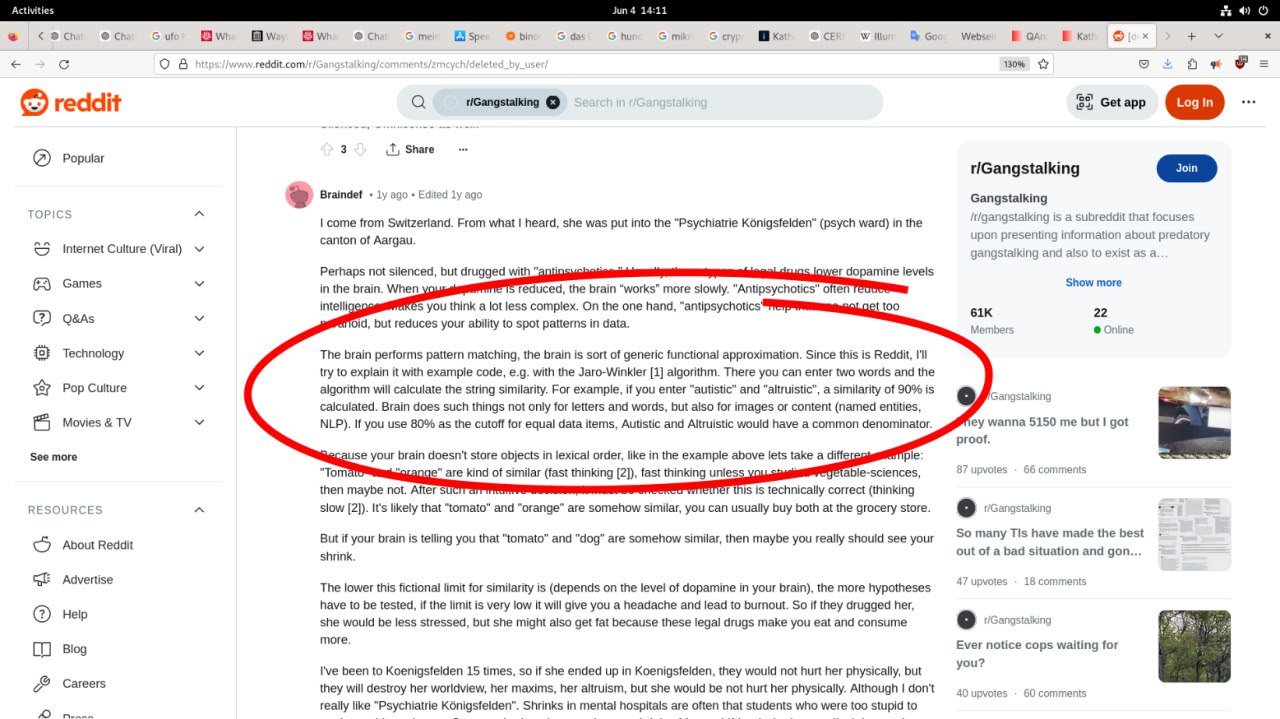 Activities
Jun 4 14:11
Chat
Chat
ufo h
Wha
Way
Wha
Chat
mein
Spee
bino
das
hund
mikr
cryp
Kath
CERN
Illum
Goo
Webseit
QAn
Kath
[de
https://www.reddit.com/r/Gangstalking/comments/zmcych/deleted_by_user/
130%
reddit
r/Gangstalking
Search in r/Gangstalking
Get app
Log In
Popular
TOPICS
Internet Culture (Viral)
Games
Q&As
Technology
Pop Culture
Movies & TV
See more
RESOURCES
About Reddit
Advertise
Help
Blog
Careers
Press
3
Share
Braindef • 1y ago • Edited 1y ago
I come from Switzerland. From what I heard, she was put into the "Psychiatrie Königsfelden" (psych ward) in the
canton of Aargau.
Perhaps not silenced, but drugged with "antipsychotics." Usually, these types of legal drugs lower dopamine levels
in the brain. When your dopamine is reduced, the brain “works” more slowly. "Antipsychotics" often reduce
intelligence, makes you think a lot less complex. On the one hand, "antipsychotics" help not get too
paranoid, but reduces your ability to spot patterns in data.
The brain performs pattern matching, the brain is sort of generic functional approximation. Since this is Reddit, I'll
try to explain it with example code, e.g. with the Jaro-Winkler [1] algorithm. There you can enter two words and the
algorithm will calculate the string similarity. For example, if you enter "autistic" and "altruistic", a similarity of 90% is
calculated. Brain does such things not only for letters and words, but also for images or content (named entities,
NLP). If you use 80% as the cutoff for equal data items, Autistic and Altruistic would have a common denominator.
Because your brain doesn't store objects in lexical order, like in the example above lets take a different example:
"Tomato" and "orange" are kind of similar (fast thinking [2]), fast thinking unless you studied vegetable-sciences,
then maybe not. After such an intuitive decision, it must be checked whether this is technically correct (thinking
slow [2]). It's likely that "tomato" and "orange" are somehow similar, you can usually buy both at the grocery store.
But if your brain is telling you that "tomato" and "dog" are somehow similar, then maybe you really should see your
shrink.
The lower this fictional limit for similarity is (depends on the level of dopamine in your brain), the more hypotheses
have to be tested, if the limit is very low it will give you a headache and lead to burnout. So if they drugged her,
she would be less stressed, but she might also get fat because these legal drugs make you eat and consume
more.
I've been to Koenigsfelden 15 times, so if she ended up in Koenigsfelden, they would not hurt her physically, but
they will destroy her worldview, her maxims, her altruism, but she would be not hurt her physically. Although I don't
really like "Psychiatrie Königsfelden". Shrinks in mental hospitals are often that students who were too stupid to
r/Gangstalking
Join
Gangstalking
/r/gangstalking is a subreddit that focuses
upon presenting information about predatory
gangstalking and also to exist as a…
Show more
61K
Members
22
Online
r/Gangstalking
They wanna 5150 me but I got
proof.
87 upvotes · 66 comments
r/Gangstalking
So many TIs have made the best
out of a bad situation and gon…
47 upvotes · 18 comments
r/Gangstalking
Ever notice cops waiting for
you?
40 upvotes · 60 comments